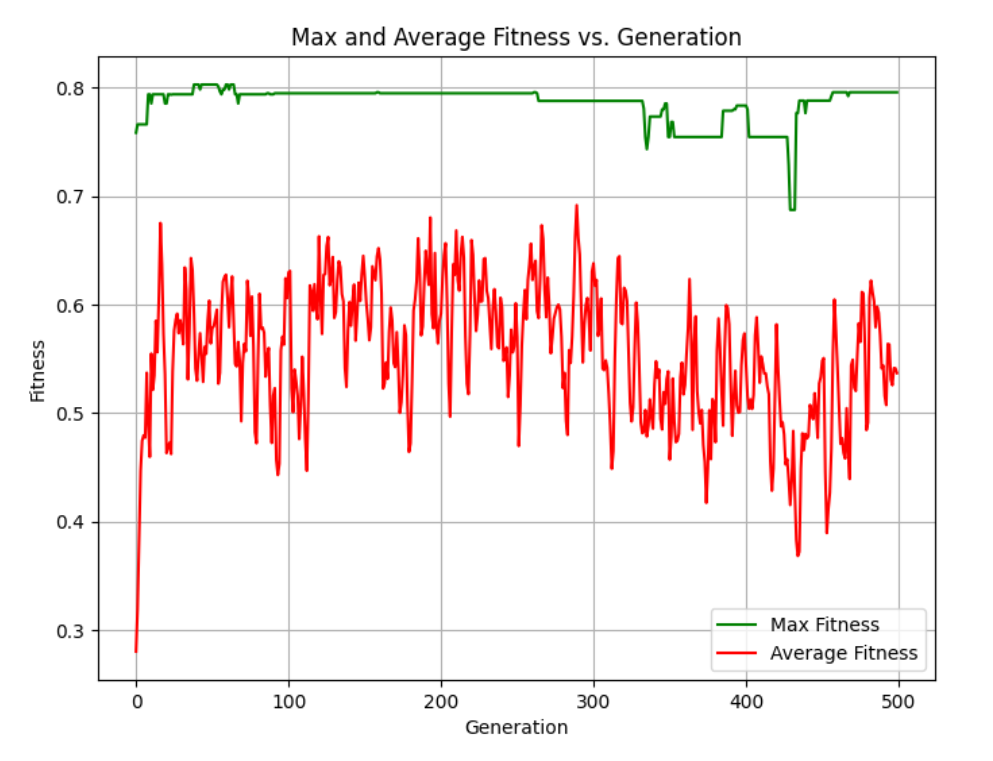 Max and Average Fitness vs. Generation
Fitness
0.8
0.7
0.6
0.5
0.4
0.3
0 100 200 300 400 500
Generation
Max Fitness
Average Fitness